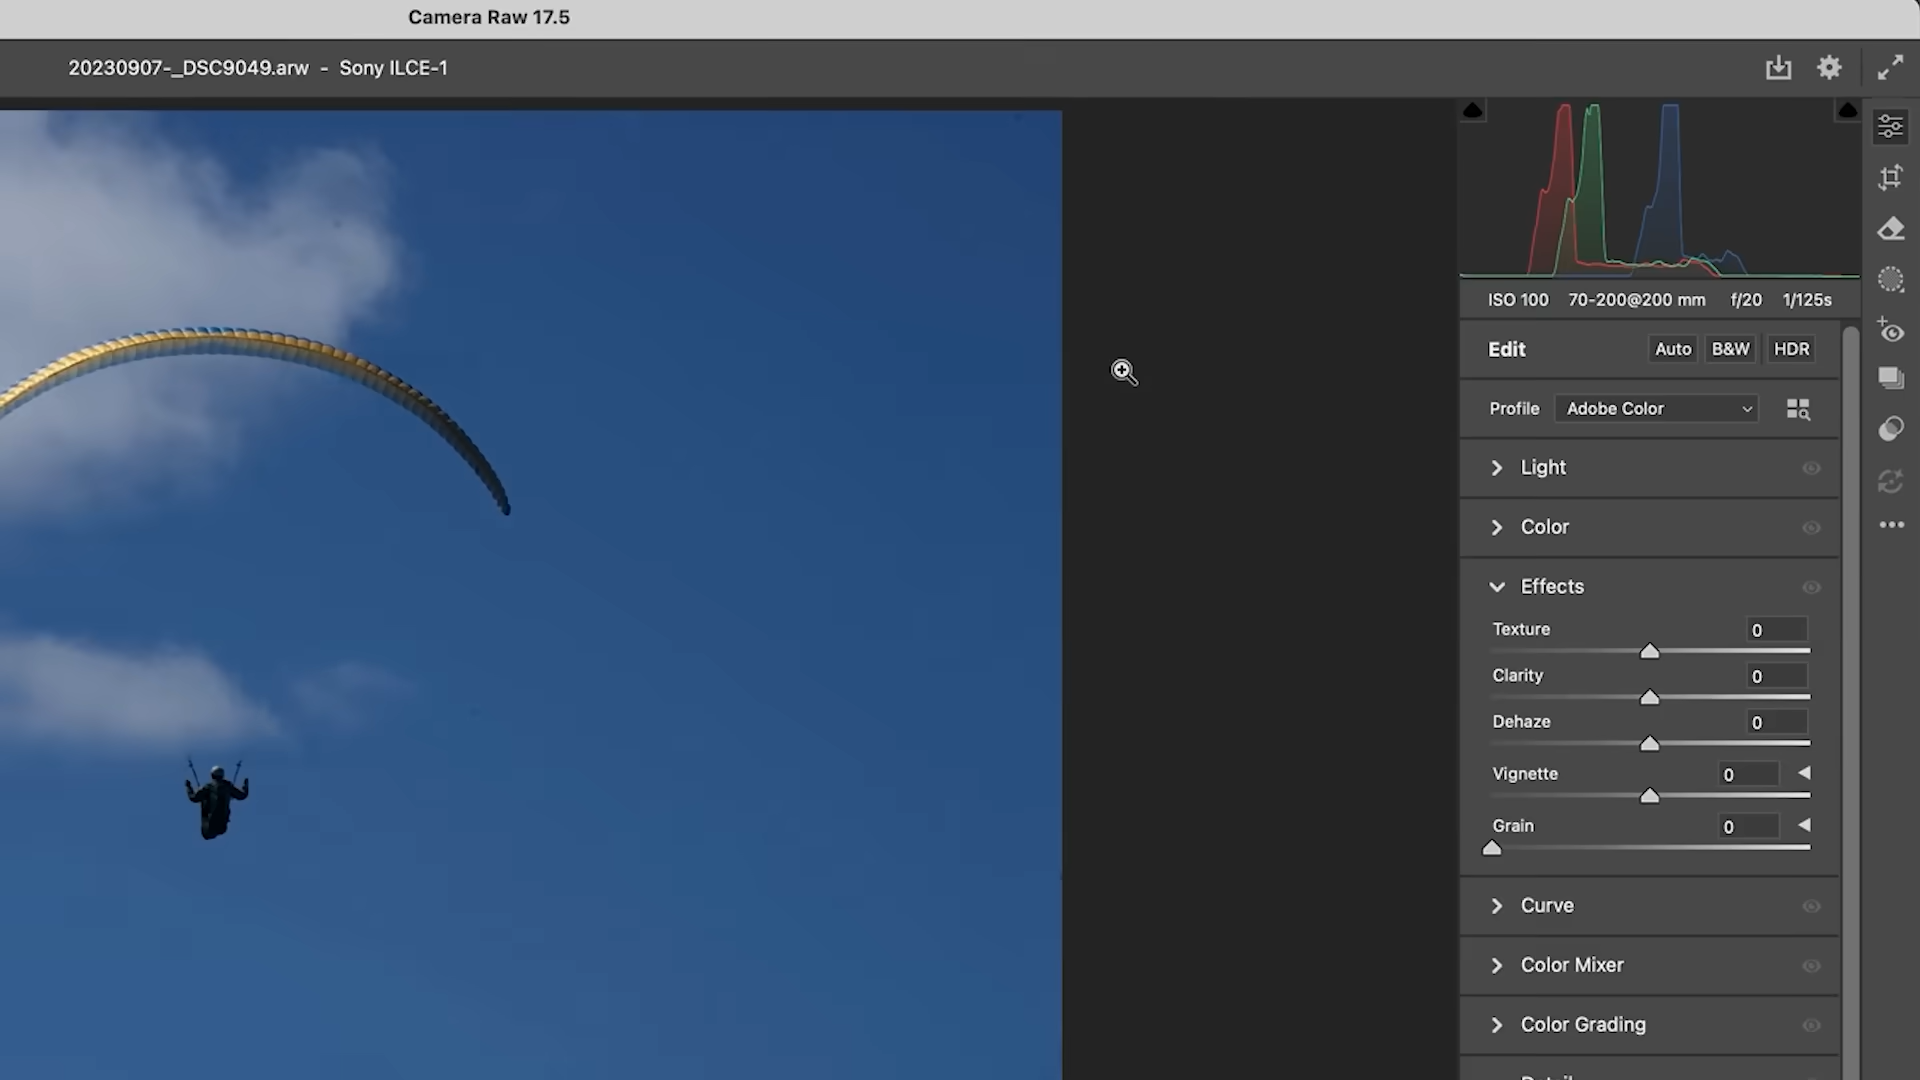 Camera Raw 17.5
20230907-_DSC9049.arw - Sony ILCE-1
ISO 100 70-200@200 mm f/20 1/125s
Edit Auto B&W HDR
Profile Adobe Color
Light
Color
Effects
Texture 0
Clarity 0
Dehaze 0
Vignette 0
Grain 0
Curve
Color Mixer
Color Grading